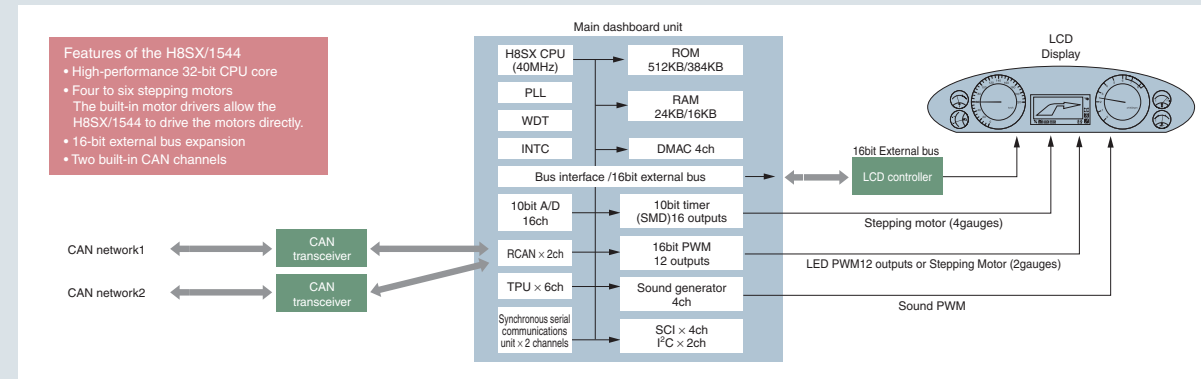 Features of the H8SX/1544
• High-performance 32-bit CPU core
• Four to six stepping motors
The built-in motor drivers allow the
H8SX/1544 to drive the motors directly.
• 16-bit external bus expansion
• Two built-in CAN channels
CAN network1
CAN
transceiver
CAN network2
CAN
transceiver
Main dashboard unit
H8SX CPU
(40MHz)
PLL
WDT
INTC
ROM
512KB/384KB
RAM
24KB/16KB
DMAC 4ch
Bus interface /16bit external bus
10bit A/D
16ch
10bit timer
(SMD)16 outputs
RCAN × 2ch
16bit PWM
12 outputs
TPU × 6ch
Sound generator
4ch
Synchronous serial
communications
unit × 2 channels
SCI × 4ch
I²C × 2ch
16bit External bus
LCD controller
LCD
Display
Stepping motor (4gauges)
LED PWM12 outputs or Stepping Motor (2gauges)
Sound PWM